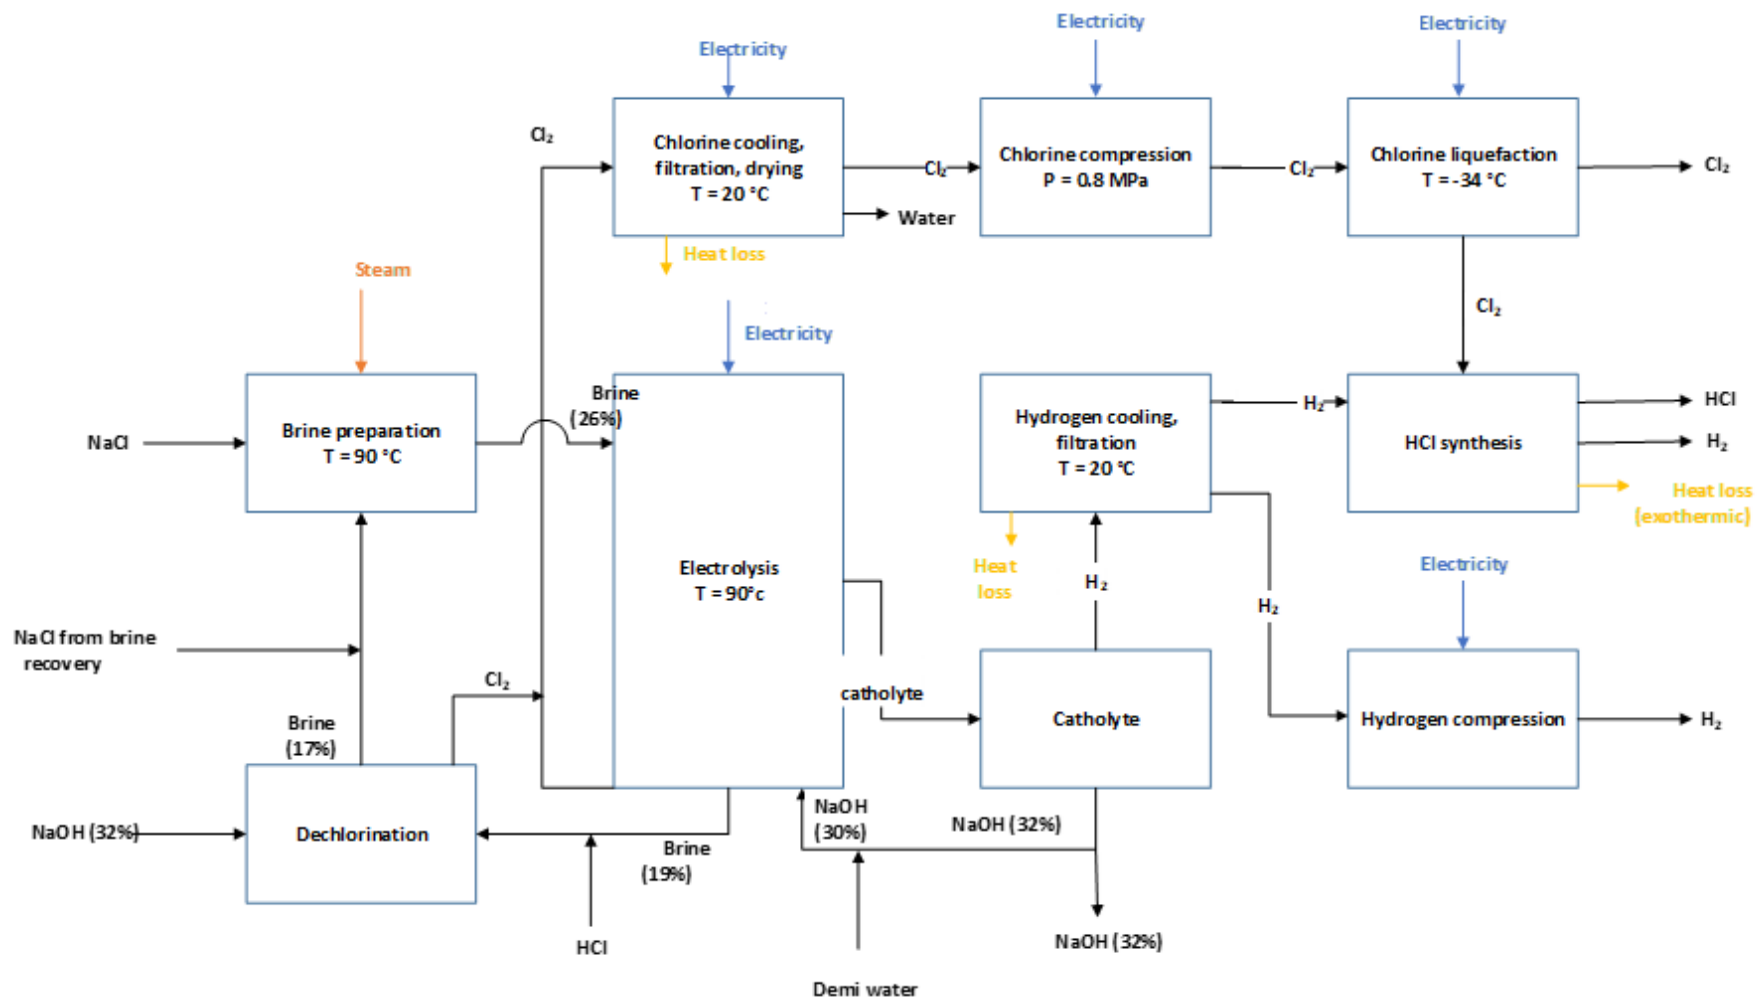 Electricity
Electricity
Electricity
Cl₂
Chlorine cooling,
filtration, drying
T = 20 °C
Cl₂
Chlorine compression
P = 0.8 MPa
Cl₂
Chlorine liquefaction
T = -34 °C
Cl₂
Water
Heat loss
Steam
Electricity
Cl₂
NaCl
Brine preparation
T = 90 °C
Brine
(26%)
Hydrogen cooling,
filtration
T = 20 °C
H₂
HCl synthesis
HCl
H₂
Heat loss
(exothermic)
Electrolysis
T = 90°c
Heat
loss
H₂
H₂
Electricity
NaCl from brine
recovery
Cl₂
catholyte
Catholyte
Hydrogen compression
H₂
Brine
(17%)
NaOH (32%)
Dechlorination
Brine
(19%)
NaOH
(30%)
NaOH (32%)
HCl
NaOH (32%)
Demi water